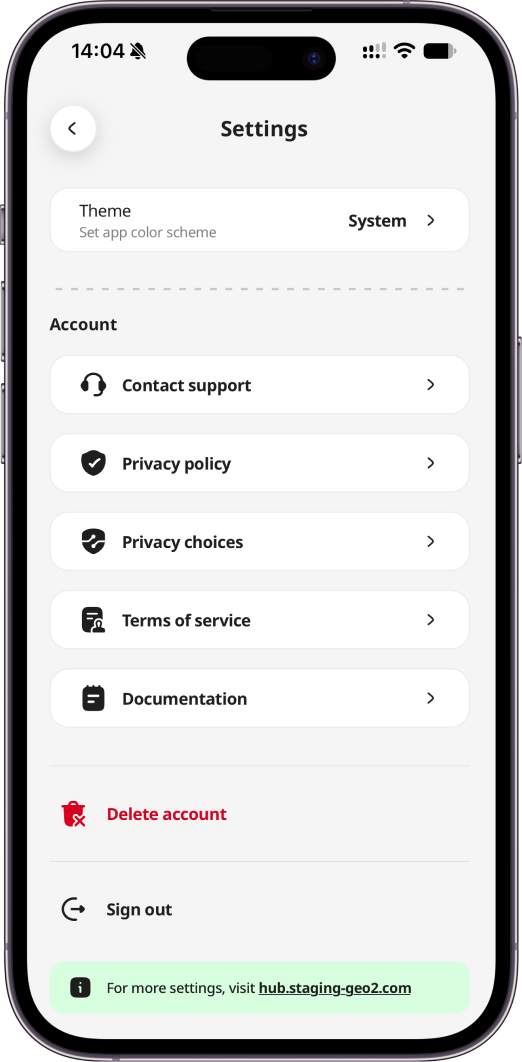 14:04
Settings
Theme
Set app color scheme
System
Account
Contact support
Privacy policy
Privacy choices
Terms of service
Documentation
Delete account
Sign out
For more settings, visit hub.staging-geo2.com